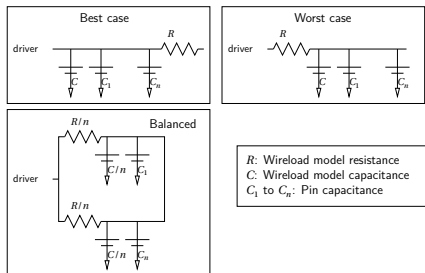 Best case
R
driver
C
C₁
Cₙ
Worst case
R
driver
C
C₁
Cₙ
Balanced
R/n
C/n
C₁
driver
R/n
C/n
Cₙ
R: Wireload model resistance
C: Wireload model capacitance
C₁ to Cₙ: Pin capacitance